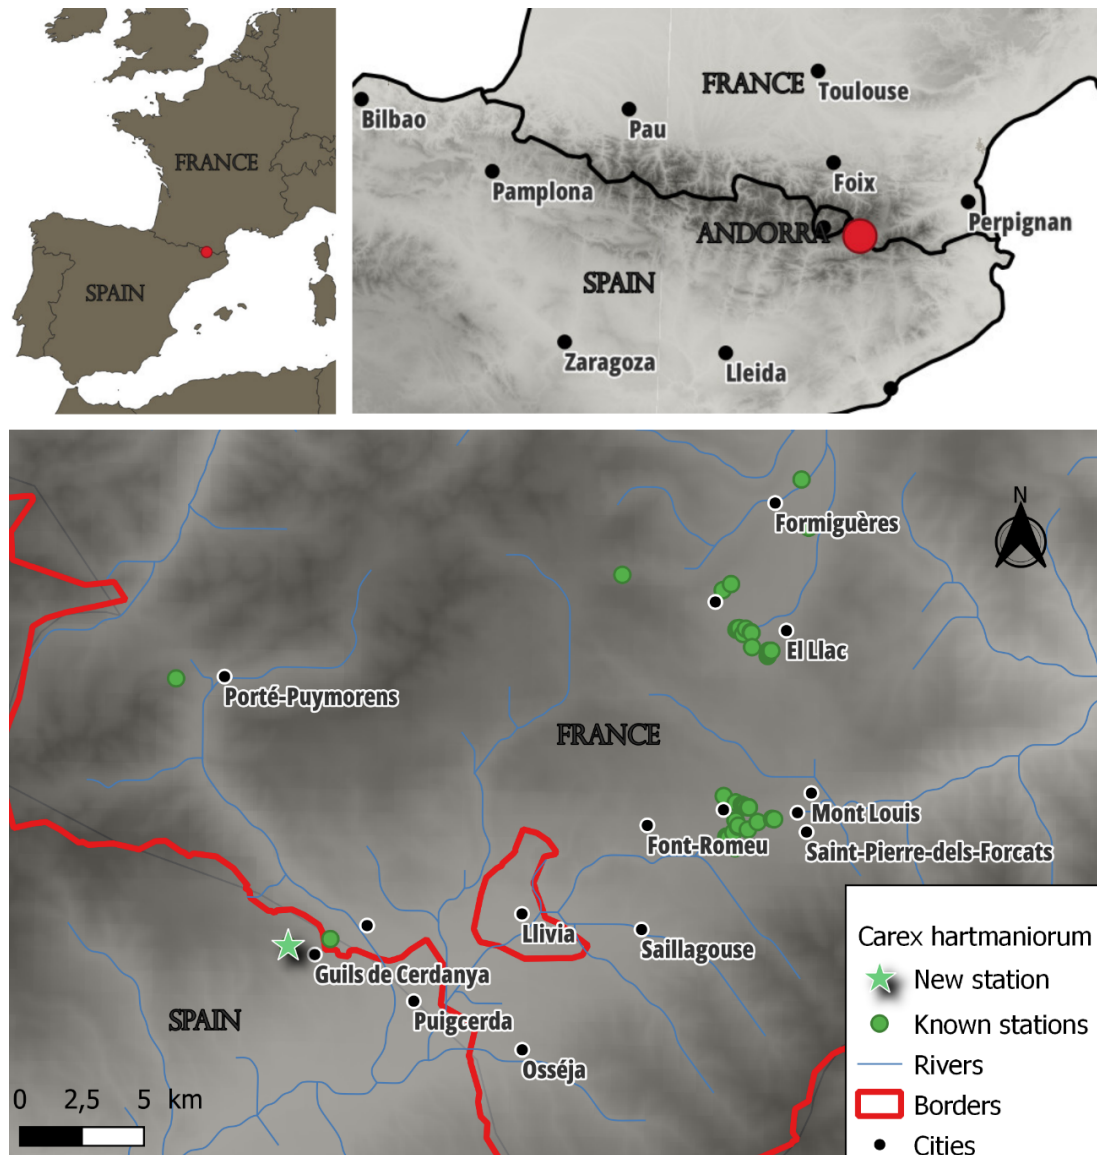 FRANCE
SPAIN
FRANCE
Toulouse
Bilbao
Pau
Pamplona
Foix
Perpignan
ANDORRA
SPAIN
Zaragoza
Lleida
N
Formiguères
El Llac
Porté-Puymorens
FRANCE
Mont Louis
Font-Romeu
Saint-Pierre-dels-Forcats
Llivia
Saillagouse
Guils de Cerdanya
SPAIN
Puigcerda
Osséja
0 2,5 5 km
Carex hartmaniorum
New station
Known stations
Rivers
Borders
Cities